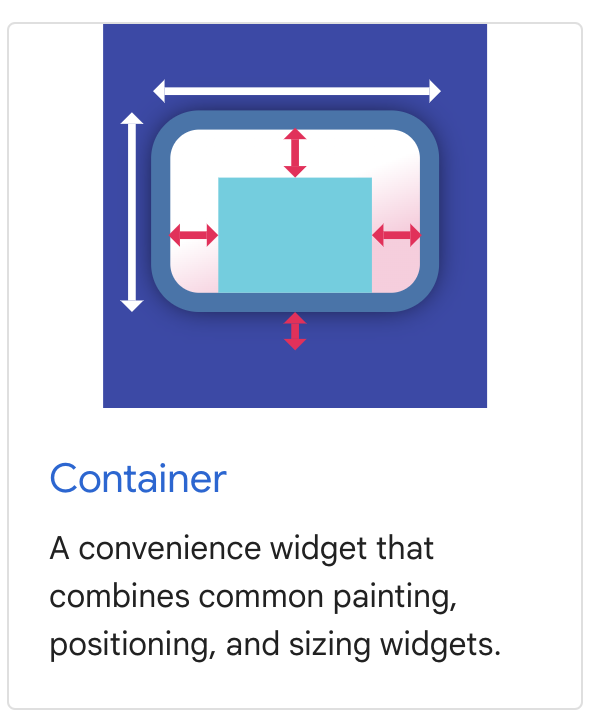 Container
A convenience widget that
combines common painting,
positioning, and sizing widgets.